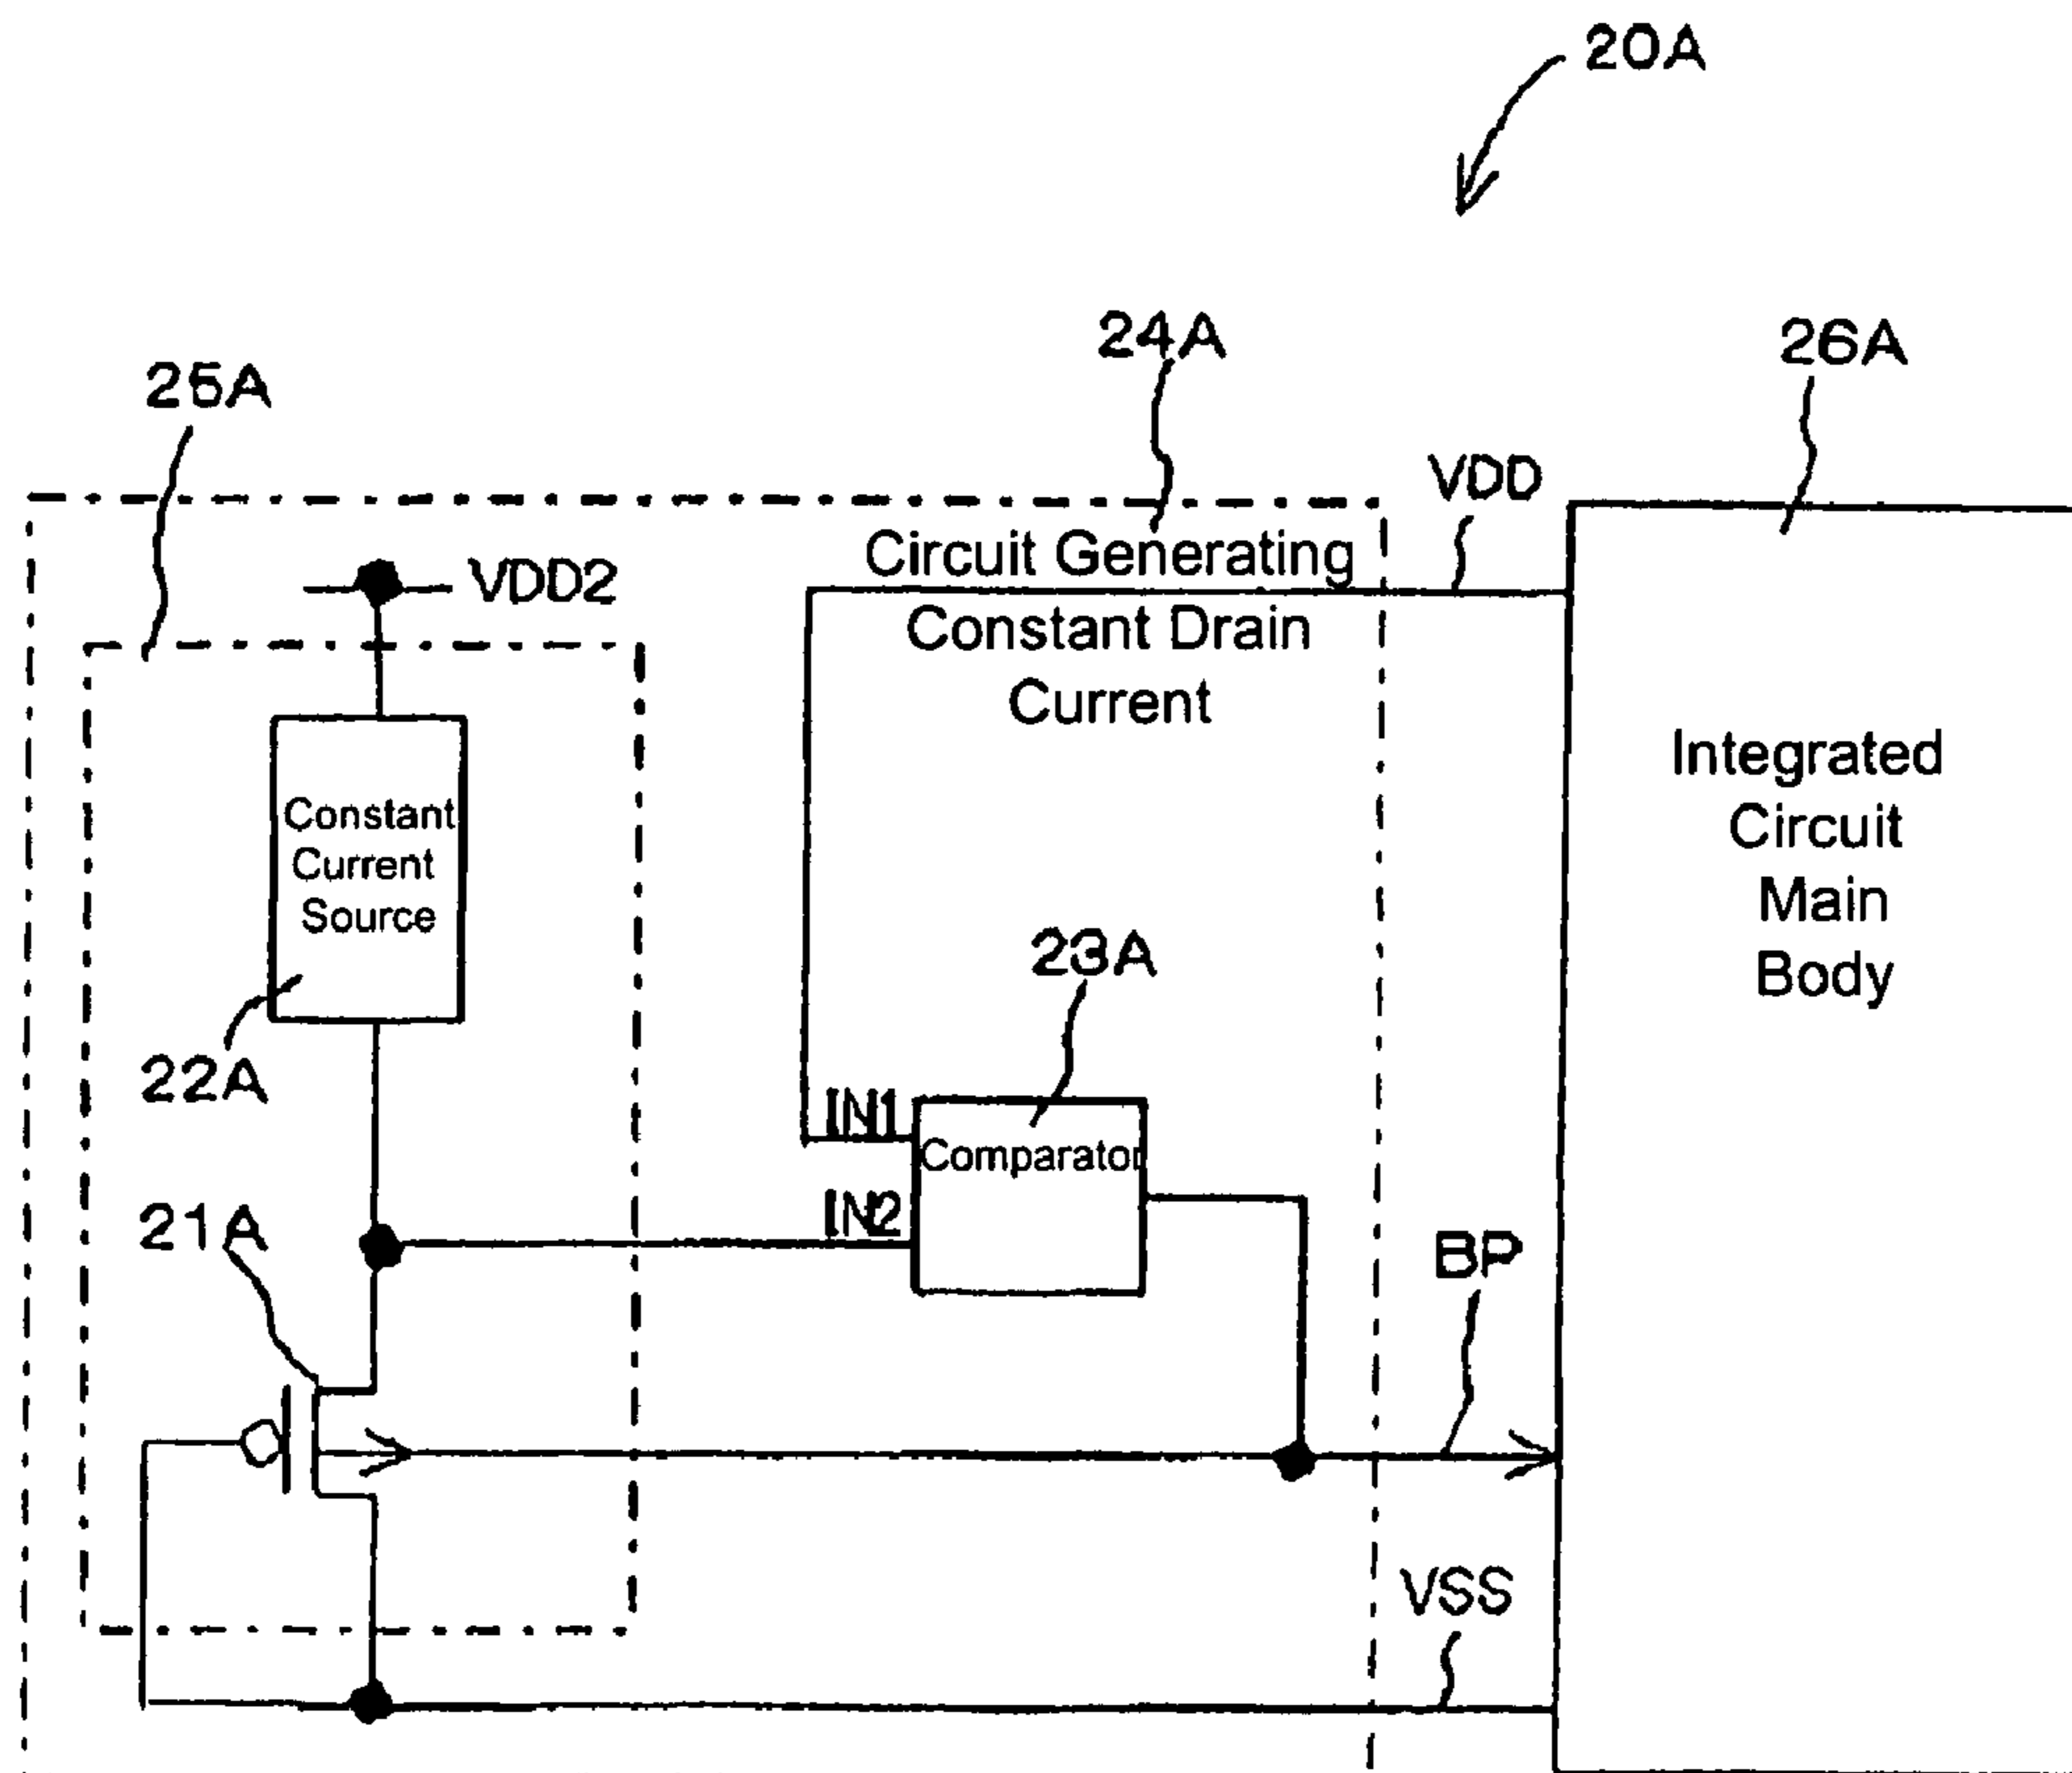 20A
24A
26A
25A
VDD
Circuit Generating
Constant Drain
Current
VDD2
Integrated
Circuit
Main
Body
Constant
Current
Source
23A
22A
IN1
Comparator
IN2
21A
BP
VSS